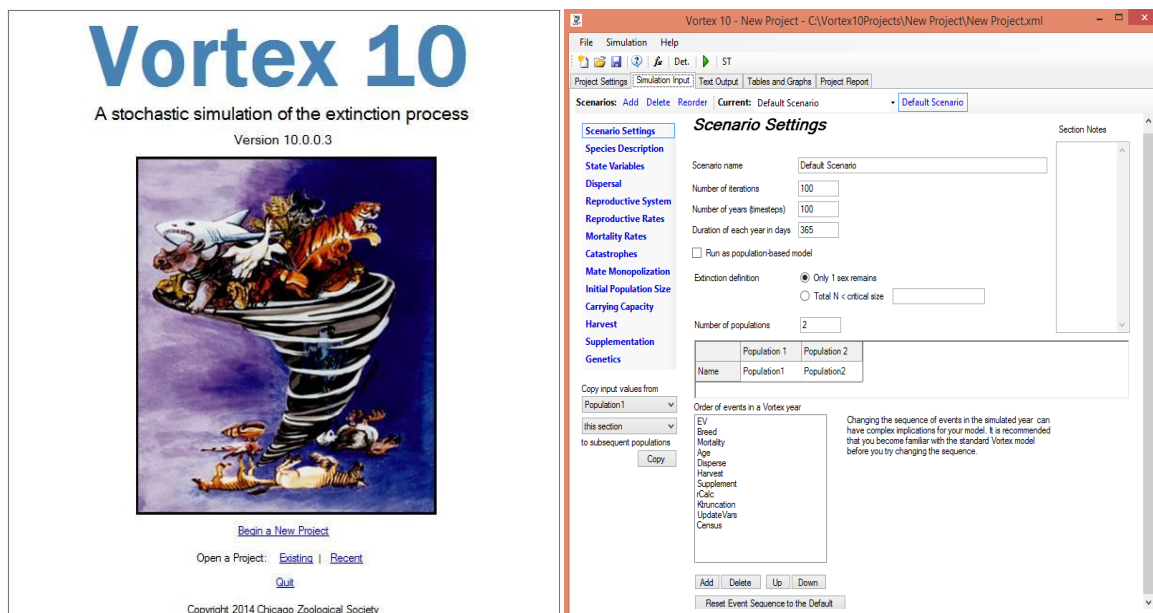 Vortex 10
A stochastic simulation of the extinction process
Version 10.0.0.3
Begin a New Project
Open a Project: Existing | Recent
Quit
Copyright 2014 Chicago Zoological Society
Vortex 10 - New Project - C:\Vortex10Projects\New Project\New Project.xml
File Simulation Help
fx Det. ST
Project Settings Simulation Input Text Output Tables and Graphs Project Report
Scenarios: Add Delete Reorder Current: Default Scenario Default Scenario
Scenario Settings
Species Description
State Variables
Dispersal
Reproductive System
Reproductive Rates
Mortality Rates
Catastrophes
Mate Monopolization
Initial Population Size
Carrying Capacity
Harvest
Supplementation
Genetics
Copy input values from
Population1
this section
to subsequent populations
Copy
Scenario Settings
Section Notes
Scenario name Default Scenario
Number of iterations 100
Number of years (timesteps) 100
Duration of each year in days 365
Run as population-based model
Extinction definition Only 1 sex remains
Total N < critical size
Number of populations 2
Population 1 Population 2
Name Population1 Population2
Order of events in a Vortex year
EV
Breed
Mortality
Age
Disperse
Harvest
Supplement
rCalc
Ktruncation
UpdateVars
Census
Changing the sequence of events in the simulated year can
have complex implications for your model. It is recommended
that you become familiar with the standard Vortex model
before you try changing the sequence.
Add Delete Up Down
Reset Event Sequence to the Default